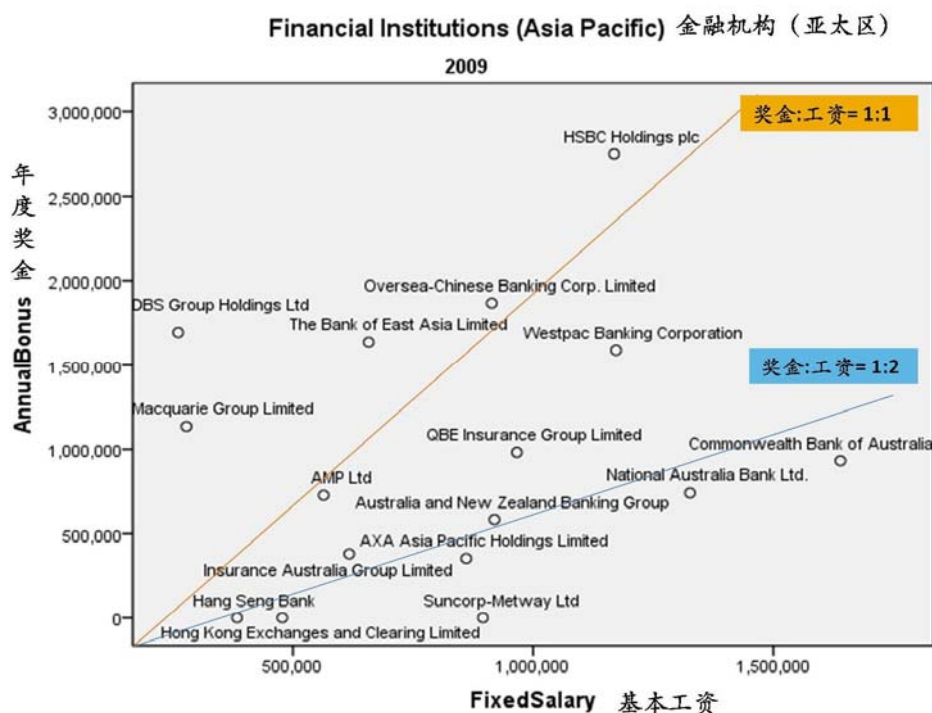 Financial Institutions (Asia Pacific) 金融机构（亚太区）
2009
3,000,000
2,500,000
2,000,000
1,500,000
1,000,000
500,000
0
年度奖金
AnnualBonus
奖金:工资= 1:1
HSBC Holdings plc
Oversea-Chinese Banking Corp. Limited
DBS Group Holdings Ltd
The Bank of East Asia Limited
Westpac Banking Corporation
奖金:工资= 1:2
Macquarie Group Limited
QBE Insurance Group Limited
Commonwealth Bank of Australia
AMP Ltd
National Australia Bank Ltd.
Australia and New Zealand Banking Group
AXA Asia Pacific Holdings Limited
Insurance Australia Group Limited
Hang Seng Bank
Suncorp-Metway Ltd
Hong Kong Exchanges and Clearing Limited
500,000
1,000,000
1,500,000
FixedSalary 基本工资